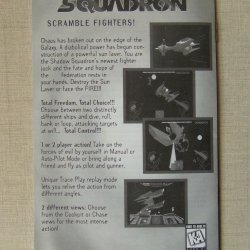 SQUADRON
SCRAMBLE FIGHTERS!
Chaos has broken out on the edge of the
Galaxy. A diabolical power has begun con-
struction of a powerful sun laser. You are
the Shadow Squadron's newest fighter
jock and the fate and hope of
the Federation rests in
your hands. Destroy the Sun
Laser or face the FIRE!!!
Total Freedom, Total Choice!!!
Choose between two distinctly
different ships and dive, roll,
bank or loop, attacking targets
at will... Total Control!!!!
1 or 2 player action! Take on the
forces of evil by yourself in Manual or
Auto-Pilot Mode or bring along a
friend and fly as pilot and gunner.
Unique Trace Play replay mode
lets you relive the action from
different angles.
2 different views: Choose
from the Cockpit or Chase
views for the most intense
action!